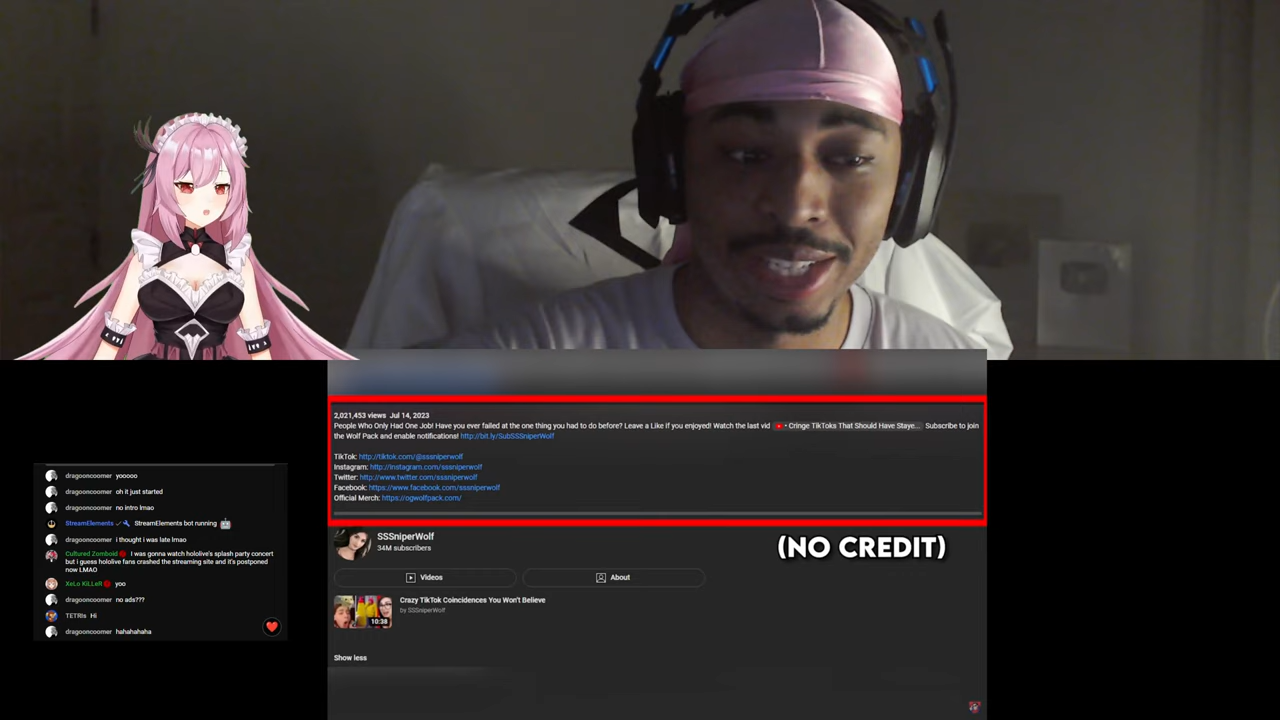 2,021,453 views Jul 14, 2023
People Who Only Had One Job! Have you ever failed at the one thing you had to do before? Leave a Like if you enjoyed! Watch the last vid • Cringe TikToks That Should Have Staye... Subscribe to join
the Wolf Pack and enable notifications! http://bit.ly/SubSSSniperWolf
TikTok: http://tiktok.com/@sssniperwolf
Instagram: http://instagram.com/sssniperwolf
Twitter: http://www.twitter.com/sssniperwolf
Facebook: https://www.facebook.com/sssniperwolf
Official Merch: https://ogwolfpack.com/
SSSniperWolf
34M subscribers
(NO CREDIT)
Videos
About
Crazy TikTok Coincidences You Won't Believe
by SSSniperWolf
10:38
Show less
dragooncoomer yooooo
dragooncoomer oh it just started
dragooncoomer no intro lmao
StreamElements StreamElements bot running
dragooncoomer i thought i was late lmao
Cultured Zomboid I was gonna watch hololive's splash party concert
but i guess hololive fans crashed the streaming site and it's postponed
now LMAO
XeLo KiLLeR yoo
dragooncoomer no ads???
TETRIs Hi
dragooncoomer hahahahaha